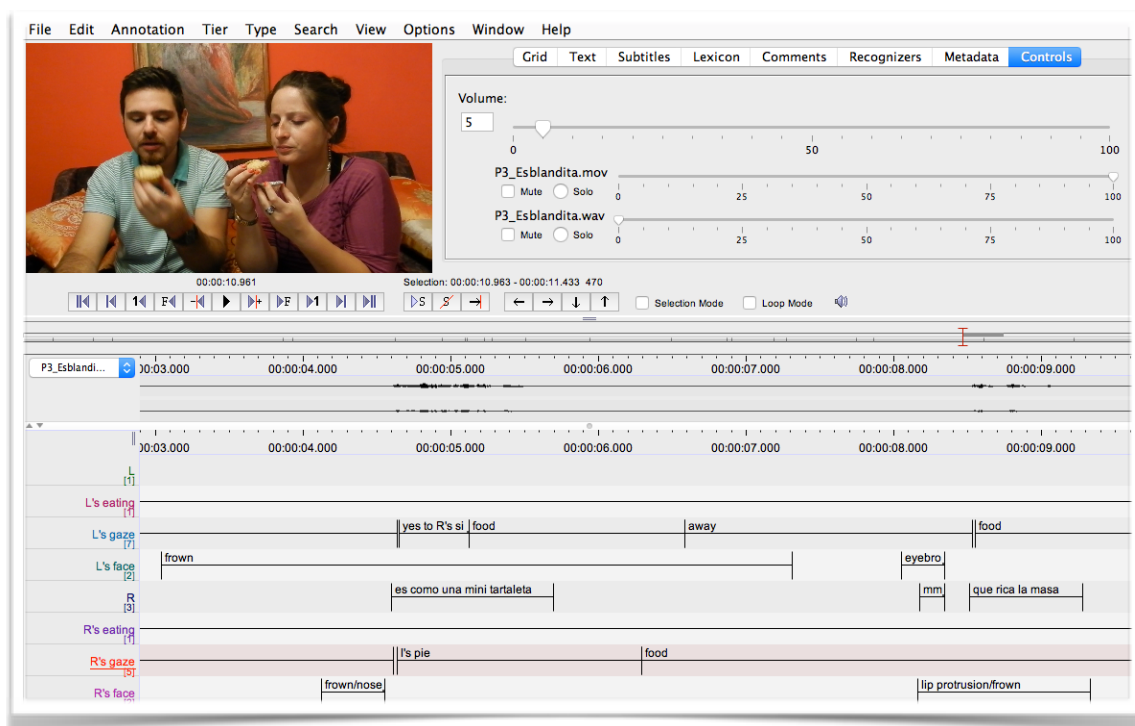 File Edit Annotation Tier Type Search View Options Window Help
Grid Text Subtitles Lexicon Comments Recognizers Metadata Controls
Volume:
5
0 50 100
P3_Esblandita.mov
Mute Solo
0 25 50 75 100
P3_Esblandita.wav
Mute Solo
0 25 50 75 100
00:00:10.961
Selection: 00:00:10.963 - 00:00:11.433 470
1 F F 1 S S Selection Mode Loop Mode
P3_Esblandi... 00:03.000 00:00:04.000 00:00:05.000 00:00:06.000 00:00:07.000 00:00:08.000 00:00:09.000
00:03.000 00:00:04.000 00:00:05.000 00:00:06.000 00:00:07.000 00:00:08.000 00:00:09.000
L
[1]
L's eating
[1]
L's gaze yes to R's si food away food
[7]
L's face frown eyebro
[2]
R es como una mini tartaleta mm que rica la masa
[3]
R's eating
[1]
R's gaze l's pie food
[5]
R's face frown/nose lip protrusion/frown